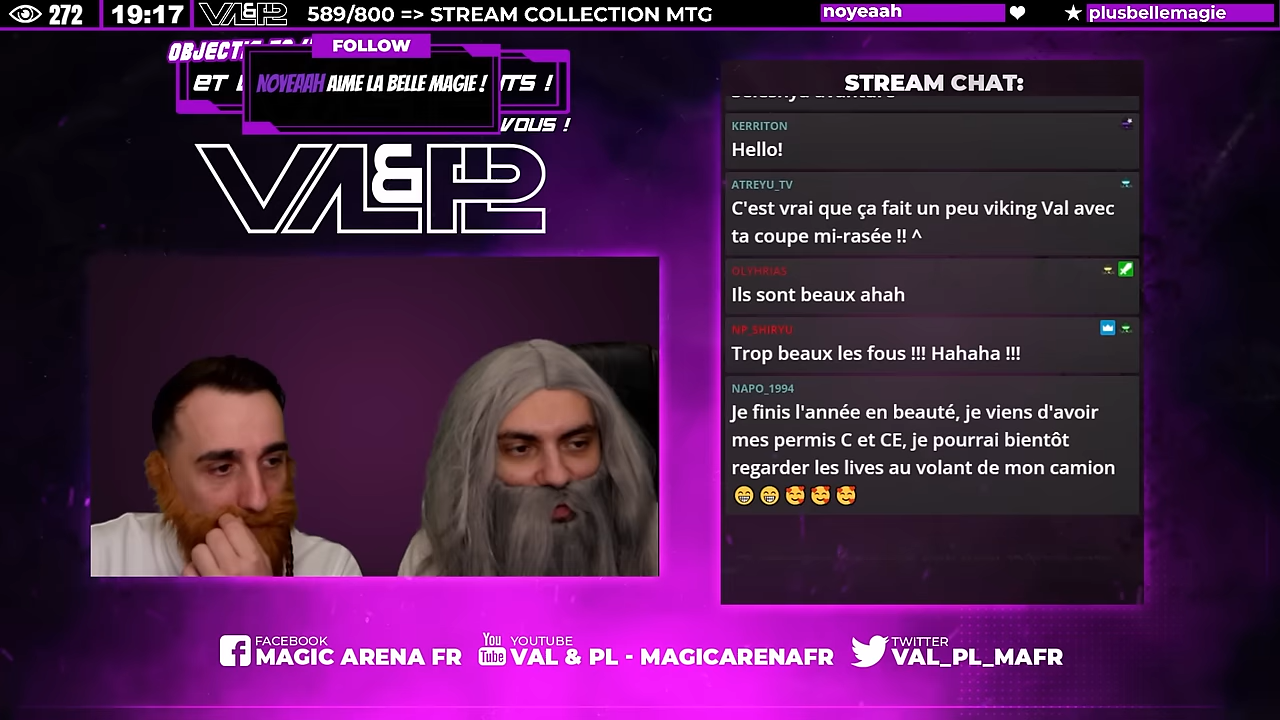 272
19:17
VAL&PL
589/800 => STREAM COLLECTION MTG
noyeaah
plusbellemagie
FOLLOW
NOYEAAH AIME LA BELLE MAGIE !
ET
TS !
VOUS !
VAL&PL
STREAM CHAT:
KERRITON
Hello!
ATREYU_TV
C'est vrai que ça fait un peu viking Val avec
ta coupe mi-rasée !! ^
OLYHRIAS
Ils sont beaux ahah
NP_SHIRYU
Trop beaux les fous !!! Hahaha !!!
NAPO_1994
Je finis l'année en beauté, je viens d'avoir
mes permis C et CE, je pourrai bientôt
regarder les lives au volant de mon camion
😁 😁 🥰 🥰 🥰
FACEBOOK
MAGIC ARENA FR
You
Tube
YOUTUBE
VAL & PL - MAGICARENAFR
TWITTER
VAL_PL_MAFR